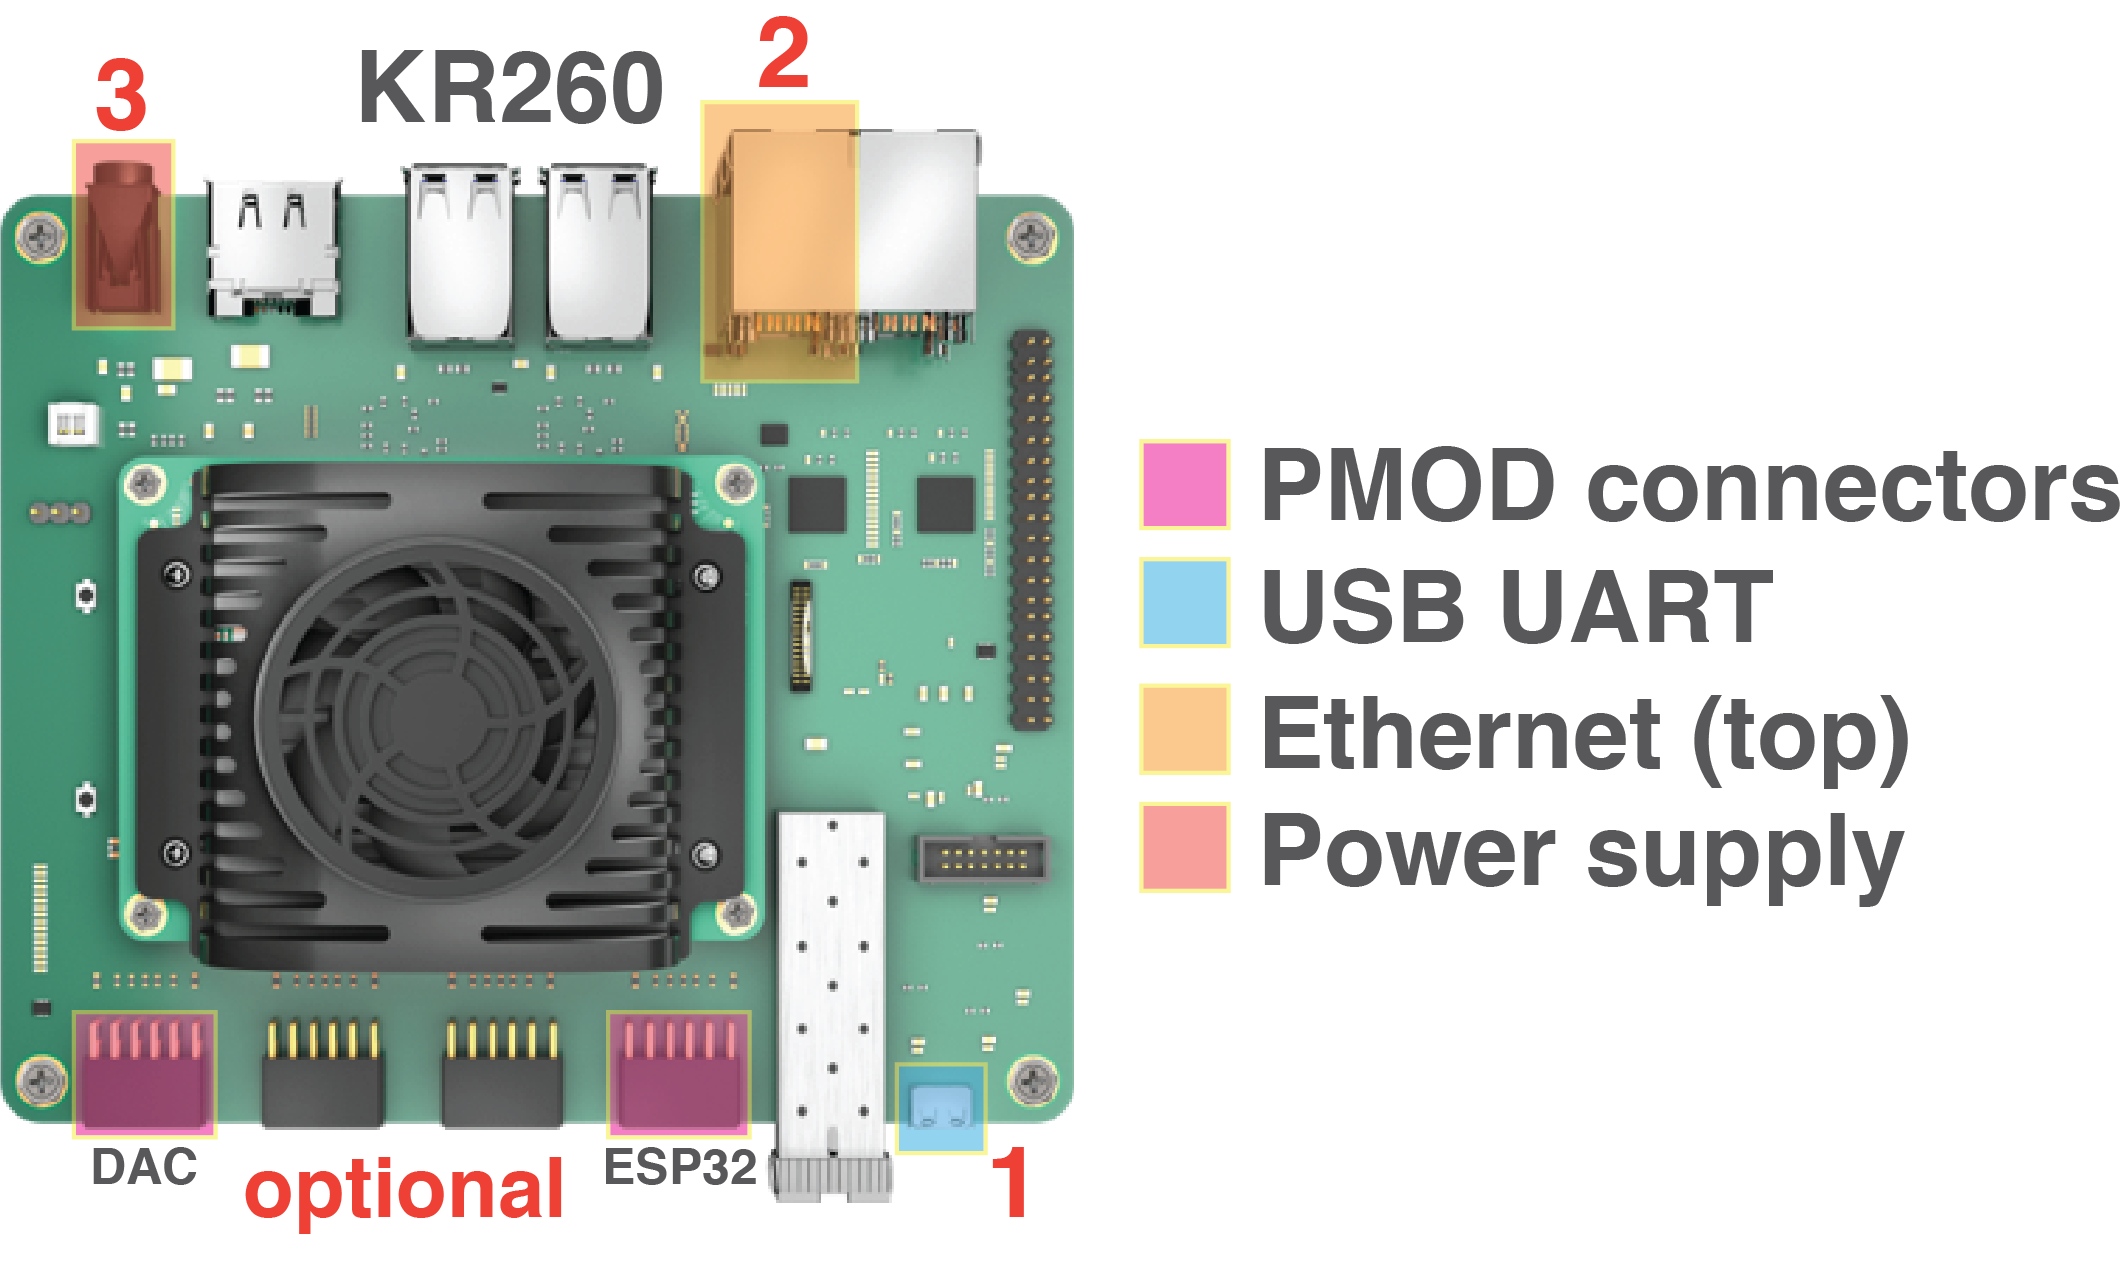 2
KR260
3
PMOD connectors
USB UART
Ethernet (top)
Power supply
DAC
optional
ESP32
1